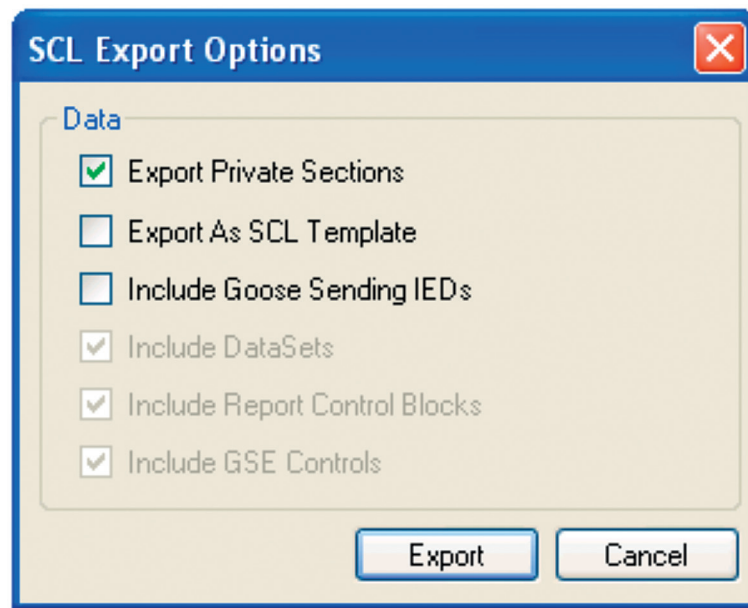 SCL Export Options
Data
Export Private Sections
Export As SCL Template
Include Goose Sending IEDs
Include DataSets
Include Report Control Blocks
Include GSE Controls
Export
Cancel